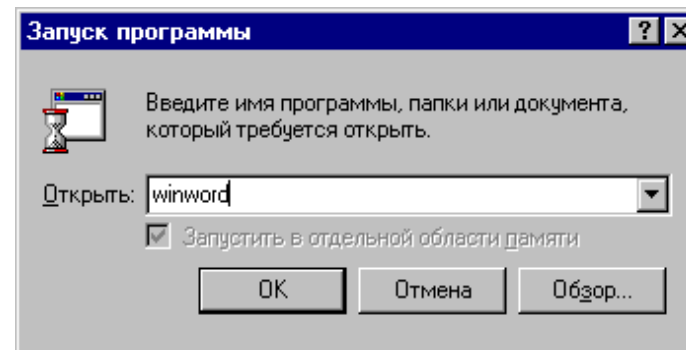 Запуск программы
Введите имя программы, папки или документа,
который требуется открыть.
Открыть: winword
Запустить в отдельной области памяти
OK Отмена Обзор...